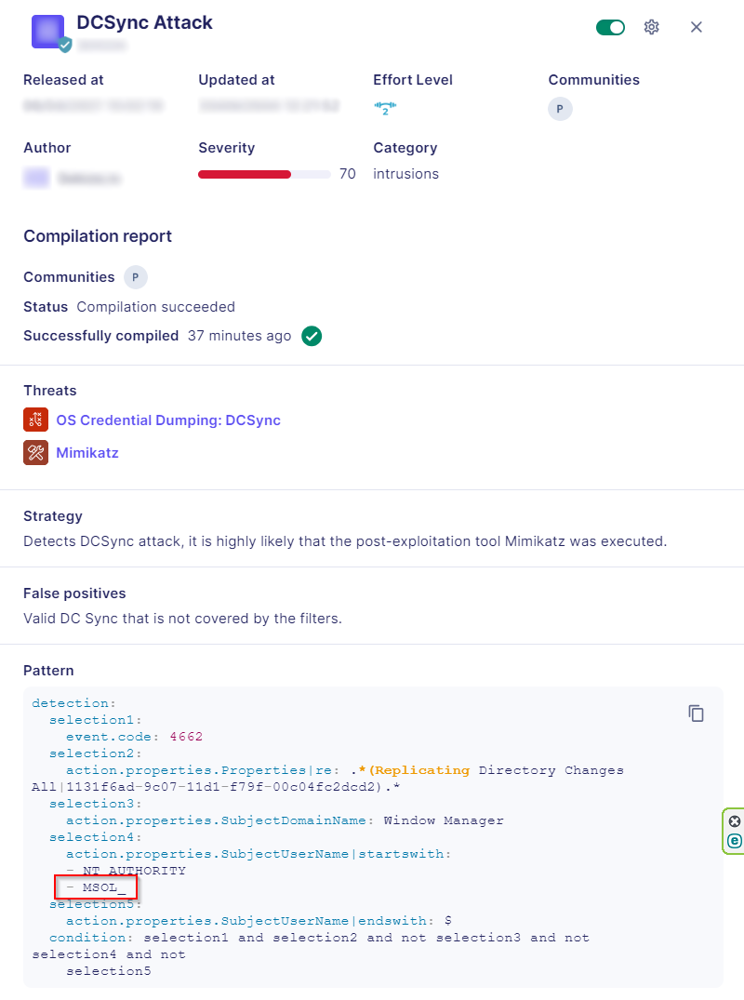 DCSync Attack
Released at
Updated at
Effort Level
Communities
2
P
Author
Severity
Category
70
intrusions
Compilation report
Communities P
Status Compilation succeeded
Successfully compiled 37 minutes ago
Threats
OS Credential Dumping: DCSync
Mimikatz
Strategy
Detects DCSync attack, it is highly likely that the post-exploitation tool Mimikatz was executed.
False positives
Valid DC Sync that is not covered by the filters.
Pattern
detection:
selection1:
event.code: 4662
selection2:
action.properties.Properties|re: .*(Replicating Directory Changes
All|1131f6ad-9c07-11d1-f79f-00c04fc2dcd2).*
selection3:
action.properties.SubjectDomainName: Window Manager
selection4:
action.properties.SubjectUserName|startswith:
- NT AUTHORITY
- MSOL_
selection5:
action.properties.SubjectUserName|endswith: $
condition: selection1 and selection2 and not selection3 and not
selection4 and not
selection5